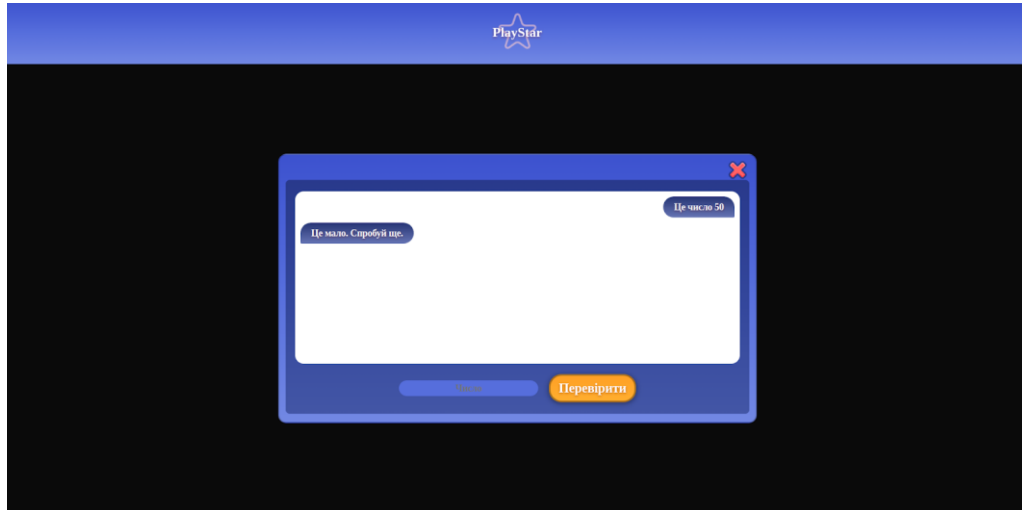 PlayStar
Це число 50
Це мало. Спробуй ще.
Перевірити